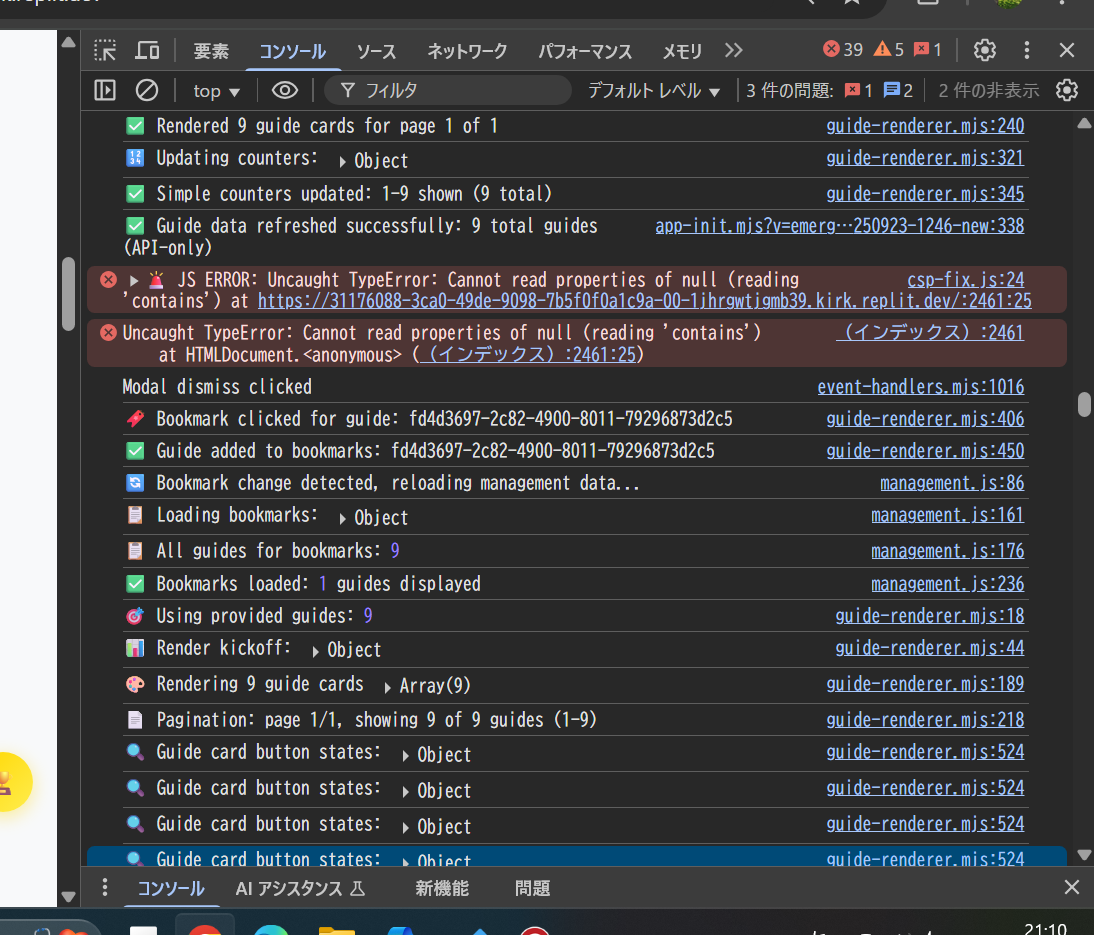 要素 コンソール ソース ネットワーク パフォーマンス メモリ 39 5 1
top フィルタ デフォルト レベル 3 件の問題: 1 2 2 件の非表示
Rendered 9 guide cards for page 1 of 1 guide-renderer.mjs:240
Updating counters: Object guide-renderer.mjs:321
Simple counters updated: 1-9 shown (9 total) guide-renderer.mjs:345
Guide data refreshed successfully: 9 total guides app-init.mjs?v=emerg…250923-1246-new:338
(API-only)
JS ERROR: Uncaught TypeError: Cannot read properties of null (reading csp-fix.js:24
'contains') at https://31176088-3ca0-49de-9098-7b5f0f0a1c9a-00-1jhrgwtjgmb39.kirk.replit.dev/:2461:25
Uncaught TypeError: Cannot read properties of null (reading 'contains') (インデックス):2461
at HTMLDocument.<anonymous> ((インデックス):2461:25)
Modal dismiss clicked event-handlers.mjs:1016
Bookmark clicked for guide: fd4d3697-2c82-4900-8011-79296873d2c5 guide-renderer.mjs:406
Guide added to bookmarks: fd4d3697-2c82-4900-8011-79296873d2c5 guide-renderer.mjs:450
Bookmark change detected, reloading management data... management.js:86
Loading bookmarks: Object management.js:161
All guides for bookmarks: 9 management.js:176
Bookmarks loaded: 1 guides displayed management.js:236
Using provided guides: 9 guide-renderer.mjs:18
Render kickoff: Object guide-renderer.mjs:44
Rendering 9 guide cards Array(9) guide-renderer.mjs:189
Pagination: page 1/1, showing 9 of 9 guides (1-9) guide-renderer.mjs:218
Guide card button states: Object guide-renderer.mjs:524
Guide card button states: Object guide-renderer.mjs:524
Guide card button states: Object guide-renderer.mjs:524
Guide card button states: Object guide-renderer.mjs:524
コンソール AI アシスタンス 新機能 問題
21:10